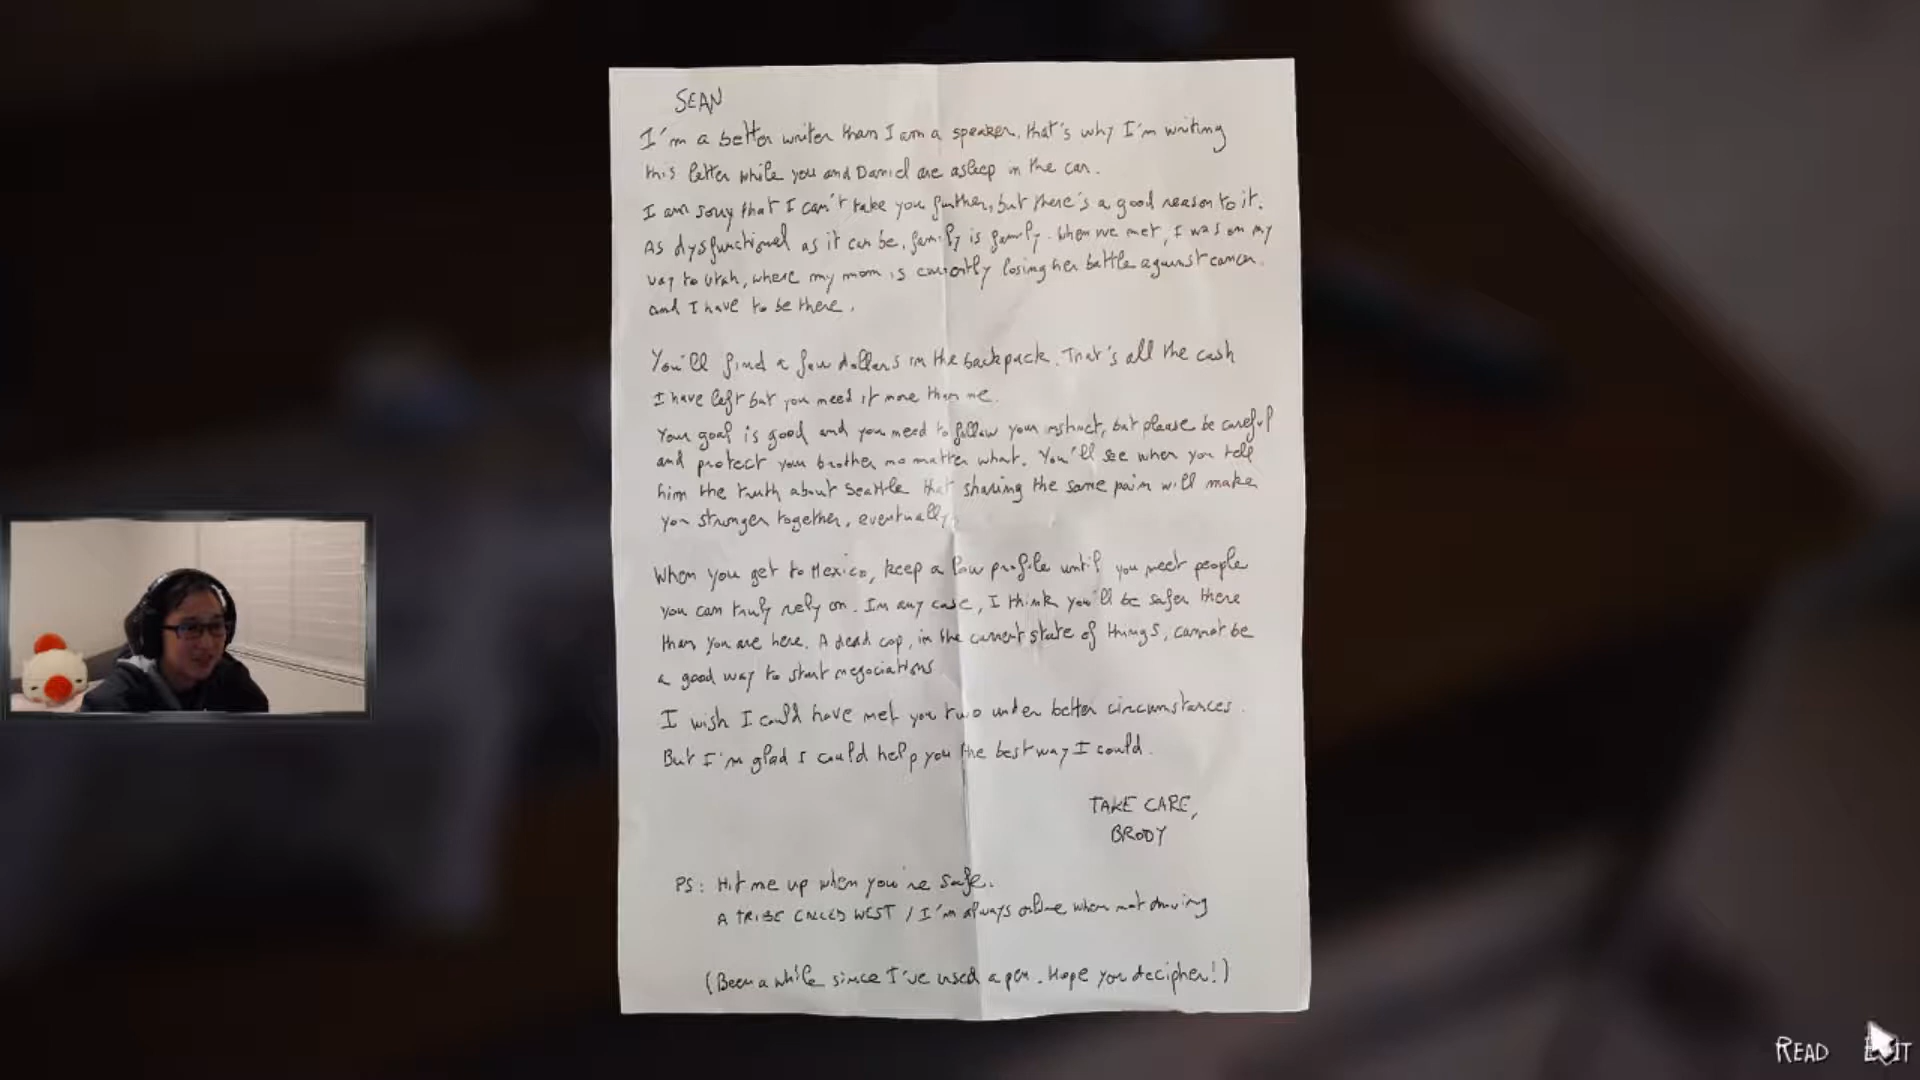 SEAN
I'm a better writer than I am a speaker, that's why I'm writing
this letter while you and Daniel are asleep in the car.
I am sorry that I can't take you further, but there's a good reason to it.
As dysfunctional as it can be, family is family. When we met, I was on my
way to Utah, where my mom is currently losing her battle against cancer.
and I have to be there.
You'll find a few dollars in the backpack. That's all the cash
I have left but you need it more than me.
Your goal is good and you need to follow your instinct, but please be careful
and protect your brother no matter what. You'll see when you tell
him the truth about Seattle that sharing the same pain will make
you stronger together, eventually.
When you get to Mexico, keep a low profile until you meet people
you can truly rely on. In any case, I think you'll be safer there
than you are here. A dead cop, in the current state of things, cannot be
a good way to start negociations
I wish I could have met you two under better circumstances.
But I'm glad I could help you the best way I could.
TAKE CARE,
BRODY
PS: Hit me up when you're safe.
A TRIBE CALLED WEST / I'm always online when not driving
(Been a while since I've used a pen. Hope you decipher!)
READ EXIT